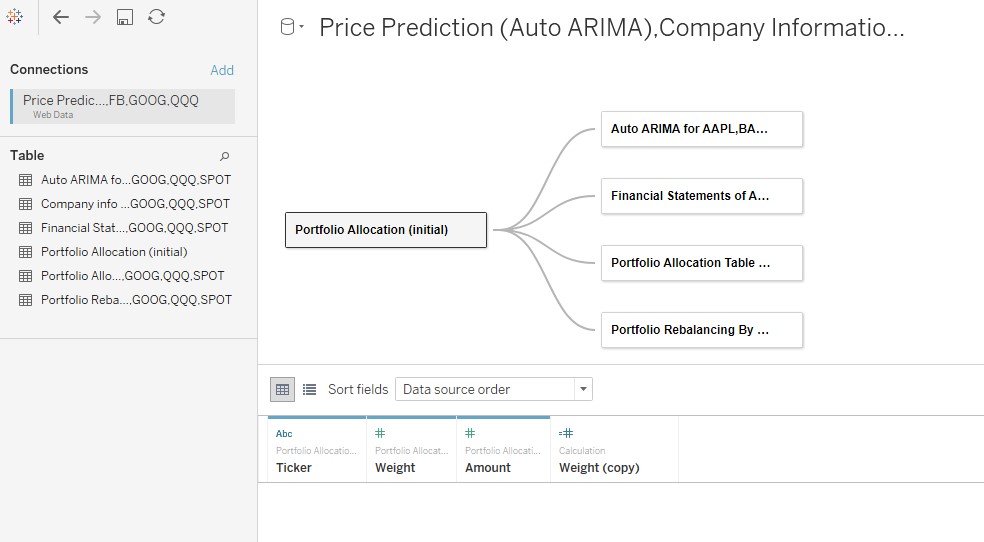 Price Prediction (Auto ARIMA),Company Informatio...
Connections
Add
Price Predic...,FB,GOOG,QQQ
Web Data
Table
Auto ARIMA fo...GOOG,QQQ,SPOT
Company info ...GOOG,QQQ,SPOT
Financial Stat...,GOOG,QQQ,SPOT
Portfolio Allocation (initial)
Portfolio Allo...,GOOG,QQQ,SPOT
Portfolio Reba...,GOOG,QQQ,SPOT
Portfolio Allocation (initial)
Auto ARIMA for AAPL,BA...
Financial Statements of A...
Portfolio Allocation Table ...
Portfolio Rebalancing By ...
Sort fields
Data source order
Abc
Portfolio Allocatio...
Ticker
#
Portfolio Allocat...
Weight
#
Portfolio Allocati...
Amount
=#
Calculation
Weight (copy)